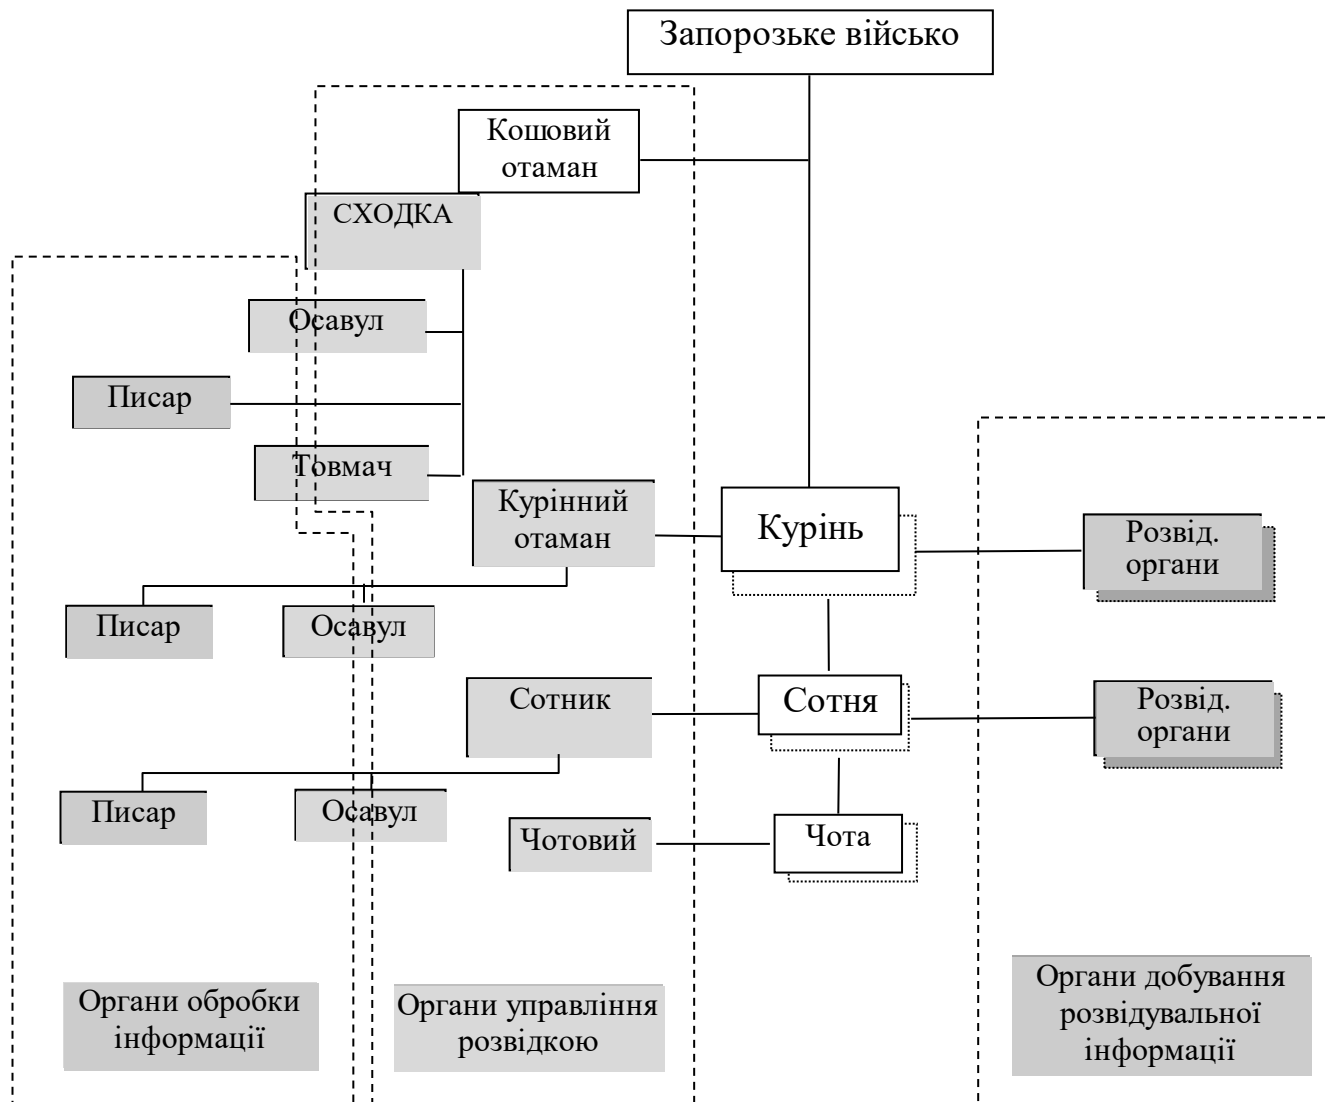 Запорозьке військо
Кошовий
отаман
СХОДКА
Осавул
Писар
Товмач
Курінний
отаман
Курінь
Розвід.
органи
Писар
Осавул
Сотник
Сотня
Розвід.
органи
Писар
Осавул
Чотовий
Чота
Органи обробки
інформації
Органи управління
розвідкою
Органи добування
розвідувальної
інформації